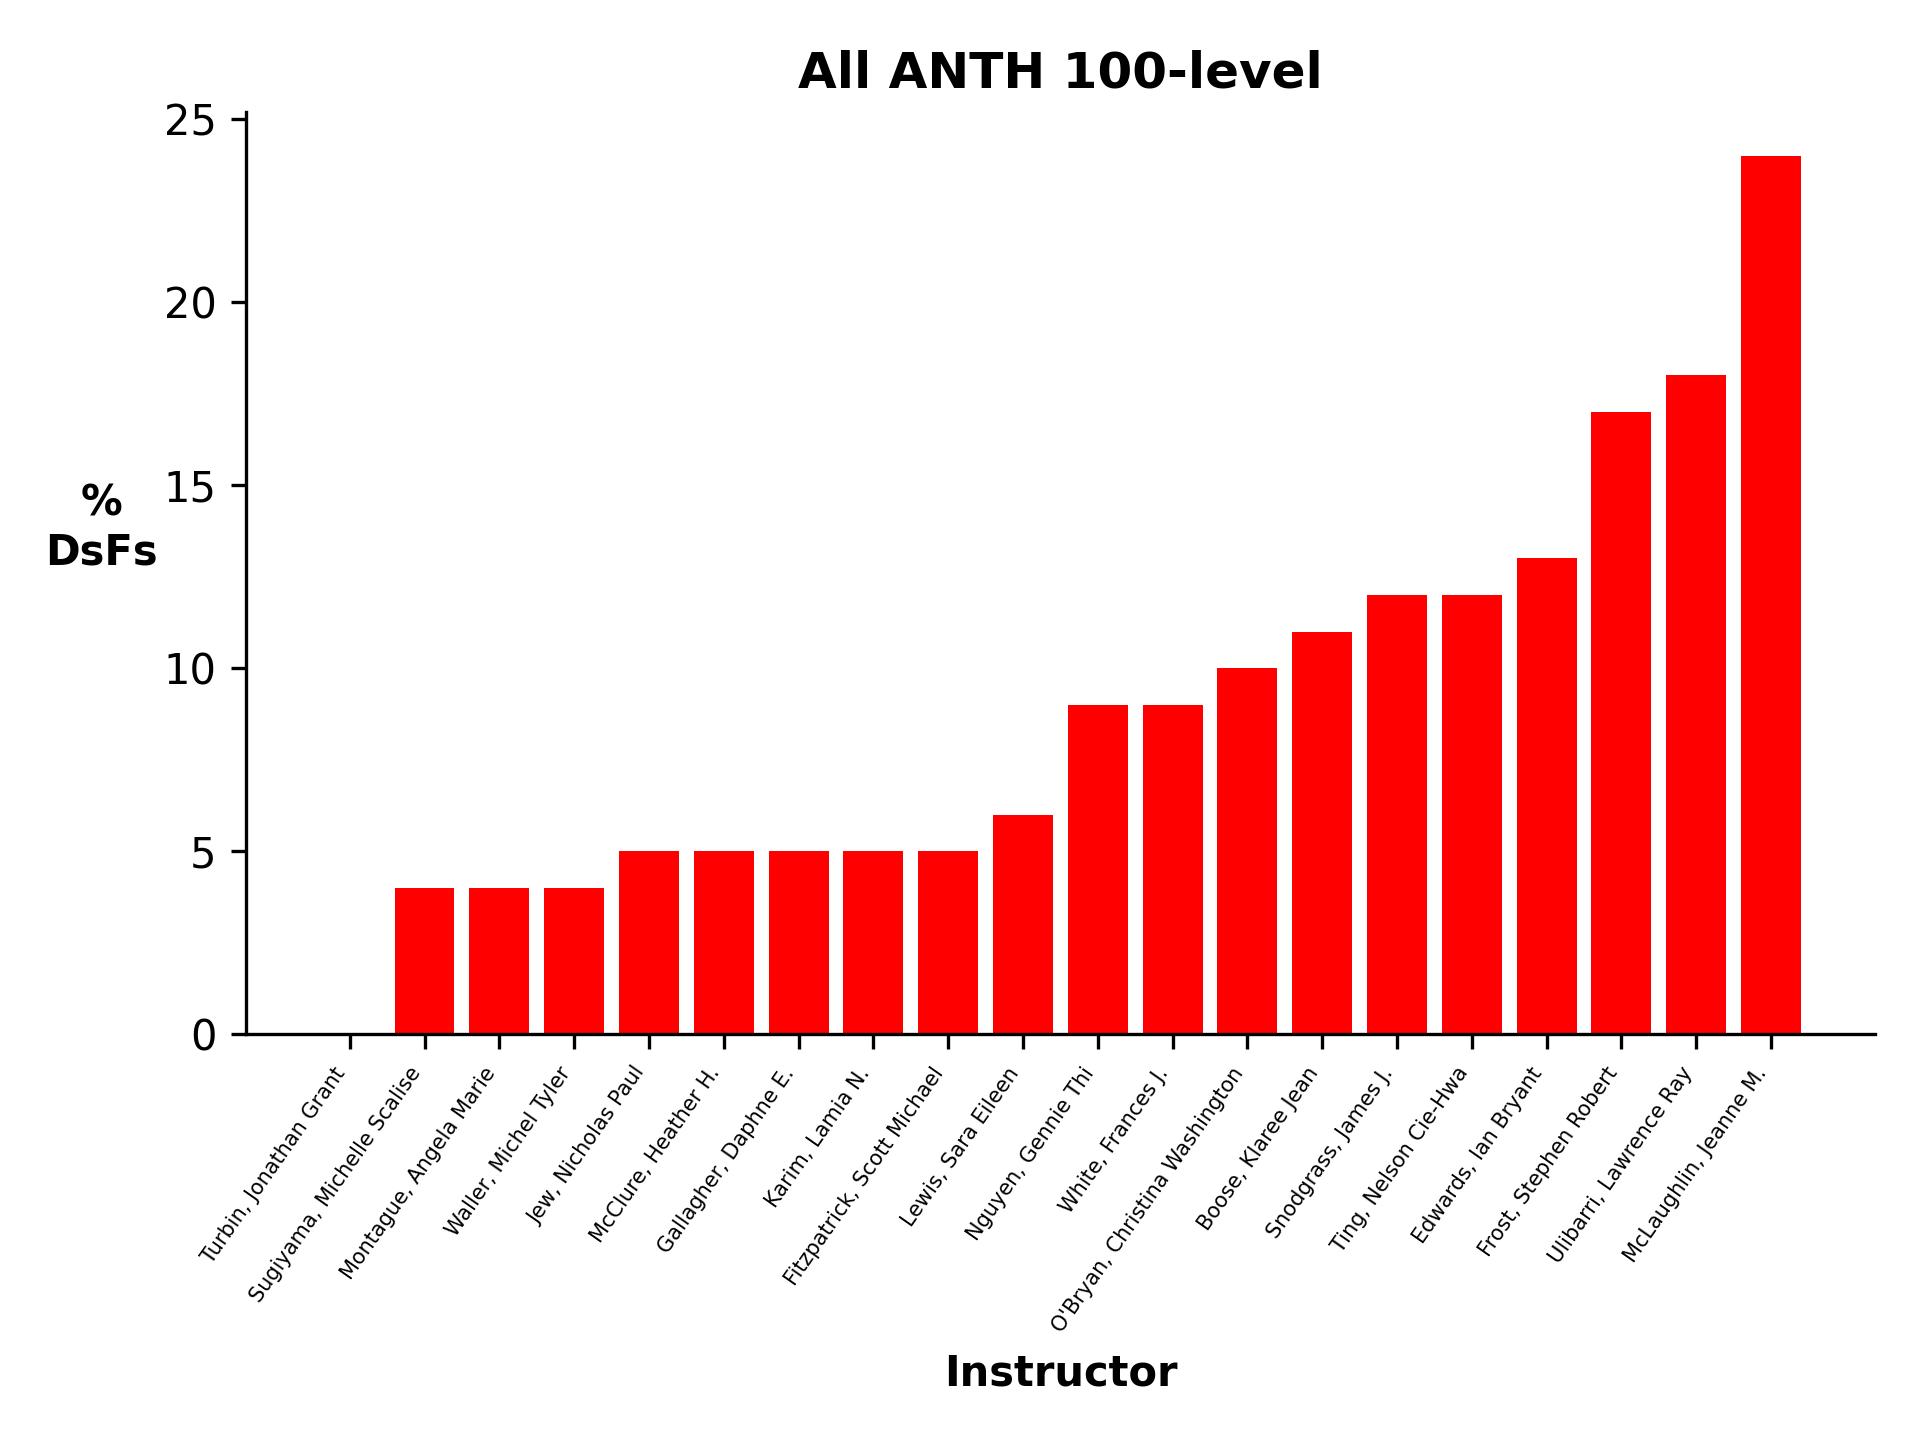 All ANTH 100-level
25
20
15
10
5
0
%
DsFs
Turbin, Jonathan Grant
Sugiyama, Michelle Scalise
Montague, Angela Marie
Waller, Michel Tyler
Jew, Nicholas Paul
McClure, Heather H.
Gallagher, Daphne E.
Karim, Lamia N.
Fitzpatrick, Scott Michael
Lewis, Sara Eileen
Nguyen, Gennie Thi
White, Frances J.
O'Bryan, Christina Washington
Boose, Klaree Jean
Snodgrass, James J.
Ting, Nelson Cie-Hwa
Edwards, Ian Bryant
Frost, Stephen Robert
Ulibarri, Lawrence Ray
McLaughlin, Jeanne M.
Instructor